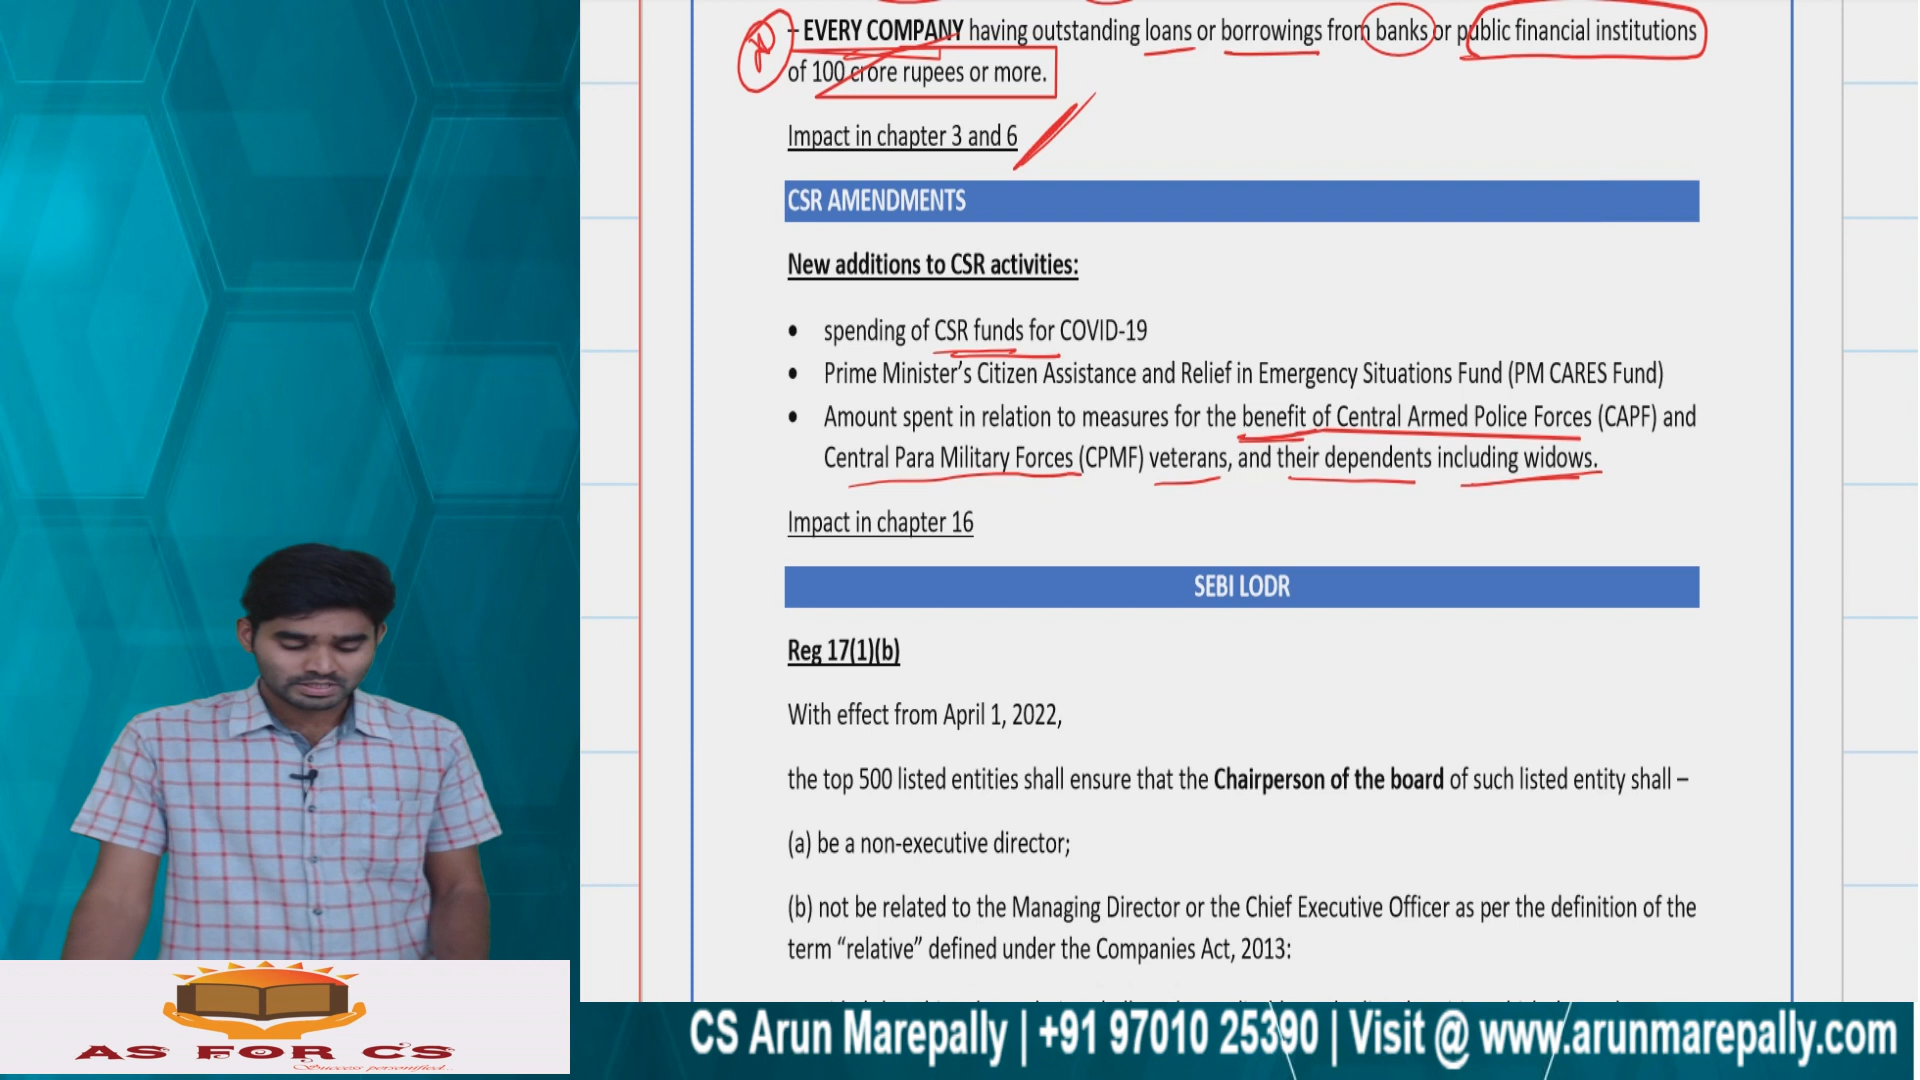 – EVERY COMPANY having outstanding loans or borrowings from banks or public financial institutions
of 100 crore rupees or more.
Impact in chapter 3 and 6
CSR AMENDMENTS
New additions to CSR activities:
• spending of CSR funds for COVID-19
• Prime Minister’s Citizen Assistance and Relief in Emergency Situations Fund (PM CARES Fund)
• Amount spent in relation to measures for the benefit of Central Armed Police Forces (CAPF) and
Central Para Military Forces (CPMF) veterans, and their dependents including widows.
Impact in chapter 16
SEBI LODR
Reg 17(1)(b)
With effect from April 1, 2022,
the top 500 listed entities shall ensure that the Chairperson of the board of such listed entity shall –
(a) be a non-executive director;
(b) not be related to the Managing Director or the Chief Executive Officer as per the definition of the
term “relative” defined under the Companies Act, 2013:
AS FOR CS
Success personified...
CS Arun Marepally | +91 97010 25390 | Visit @ www.arunmarepally.com